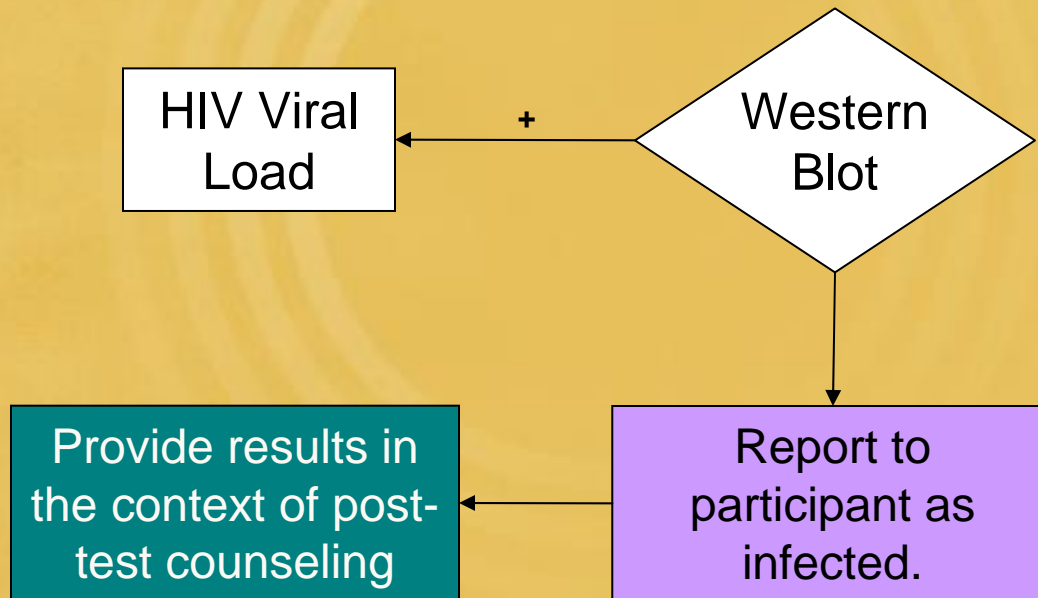 HIV Viral
Load
+
Western
Blot
Provide results in
the context of post-
test counseling
Report to
participant as
infected.